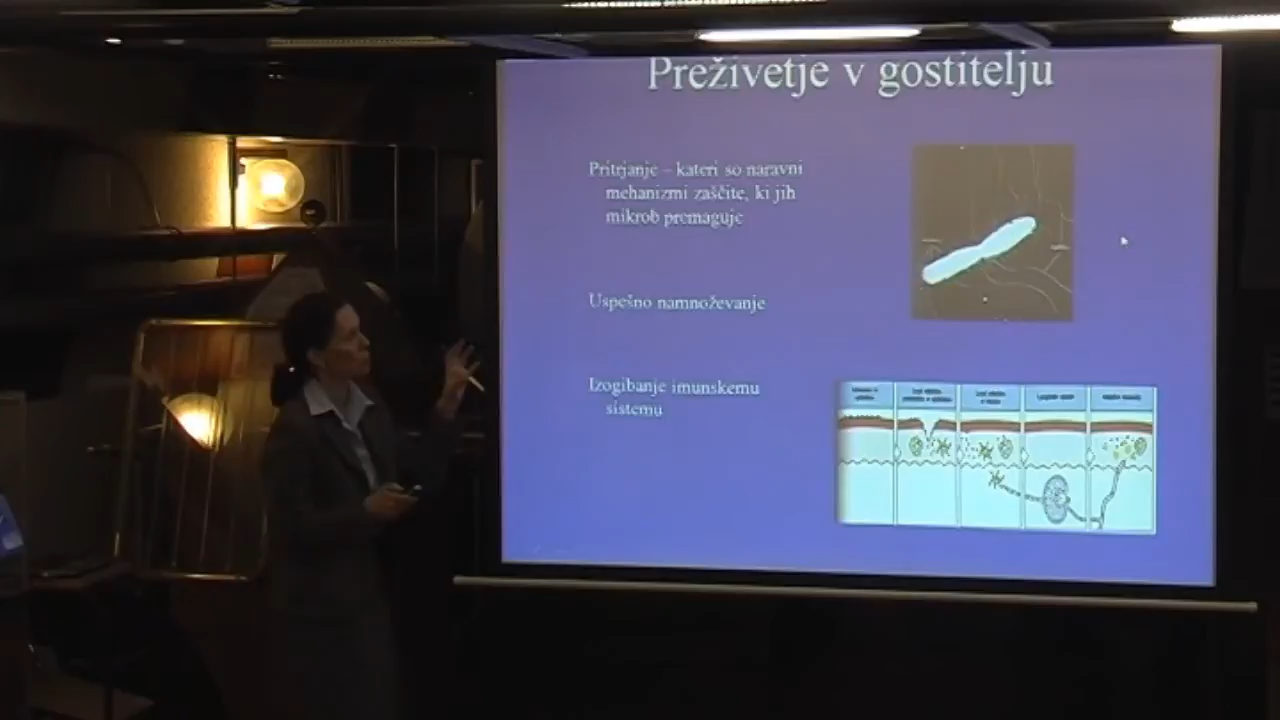 Preživetje v gostitelju
Pritrjanje – kateri so naravni
mehanizmi zaščite, ki jih
mikrob premaguje
Uspešno namnoževanje
Izogibanje imunskemu
sistemu